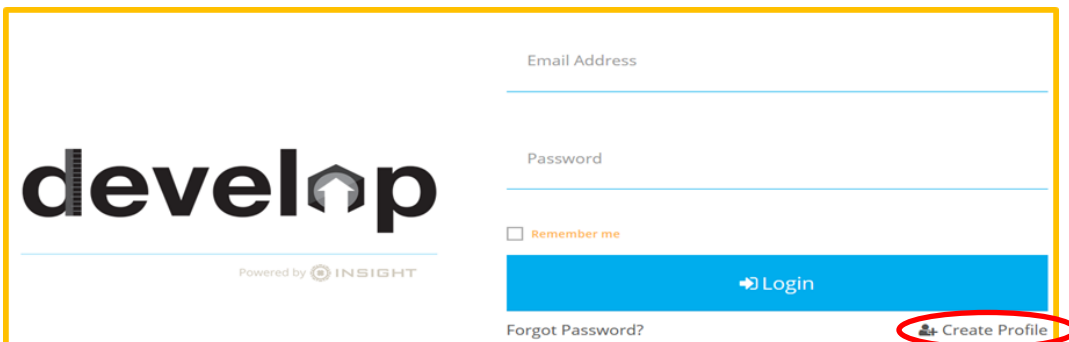 Email Address
Password
develop
Remember me
Powered by INSIGHT
Login
Forgot Password?
Create Profile